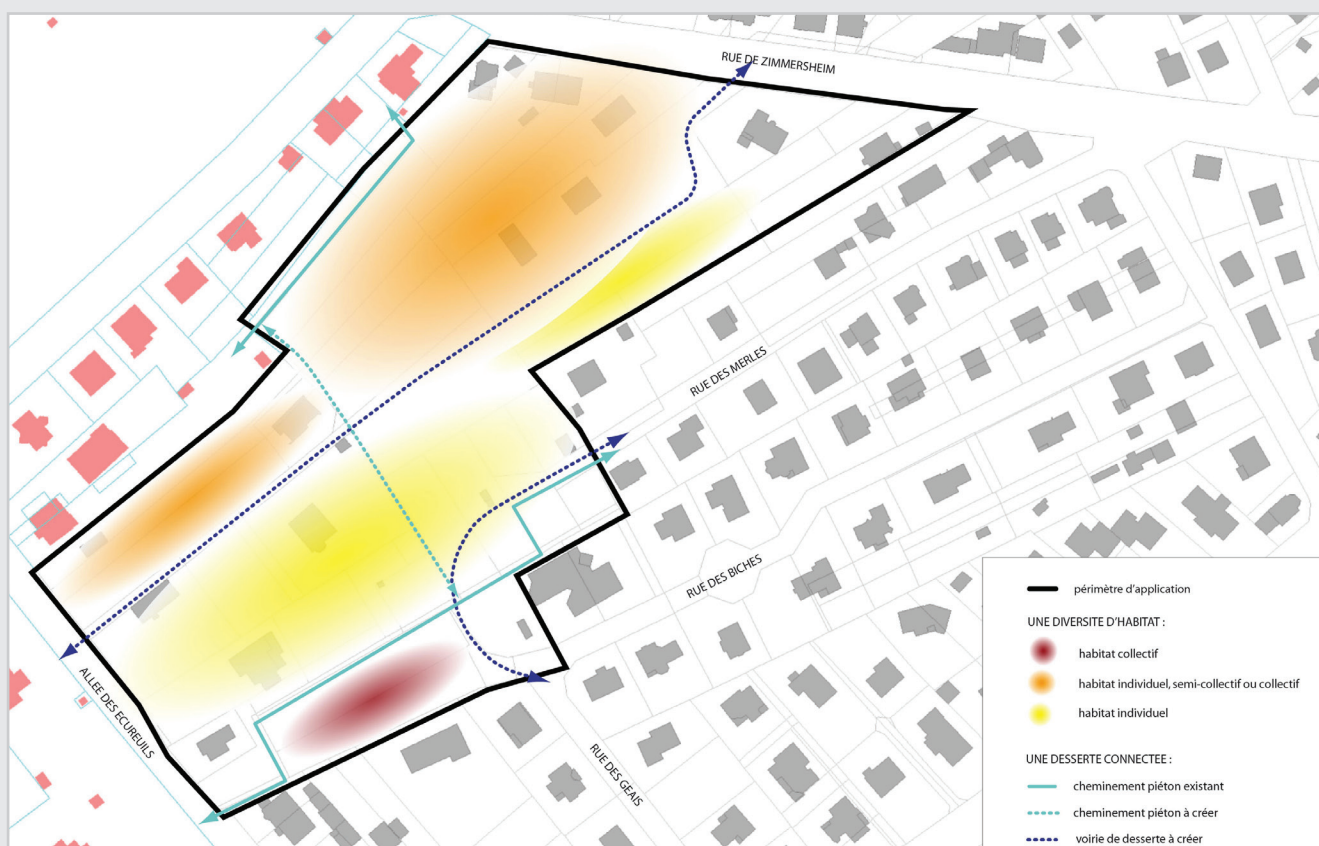 RUE DE ZIMMERSHEIM
RUE DES MERLES
RUE DES BICHES
ALLEE DES ECUREUILS
RUE DES GEAIS
périmètre d'application
UNE DIVERSITE D'HABITAT :
habitat collectif
habitat individuel, semi-collectif ou collectif
habitat individuel
UNE DESSERTE CONNECTEE :
cheminement piéton existant
cheminement piéton à créer
voirie de desserte à créer